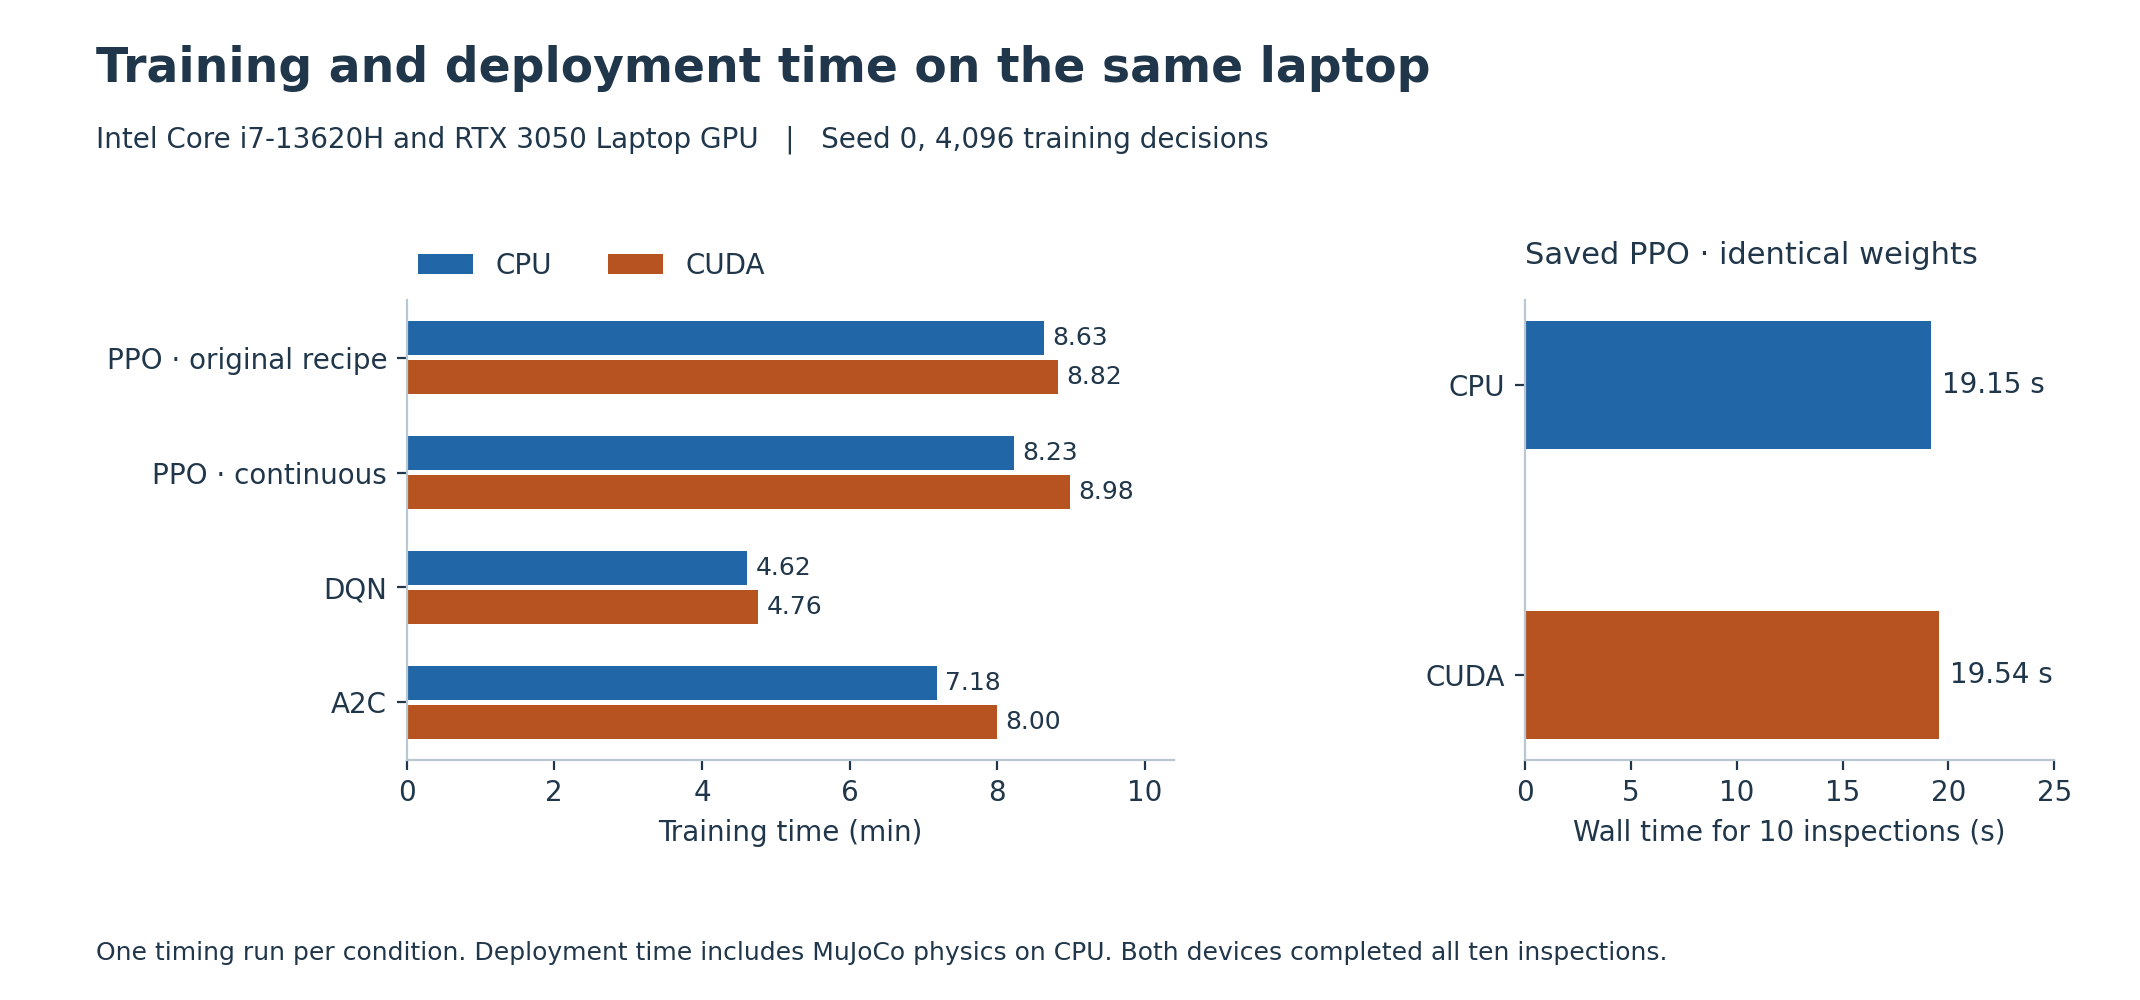 Training and deployment time on the same laptop
Intel Core i7-13620H and RTX 3050 Laptop GPU | Seed 0, 4,096 training decisions
CPU
CUDA
PPO · original recipe
8.63
8.82
PPO · continuous
8.23
8.98
DQN
4.62
4.76
A2C
7.18
8.00
0 2 4 6 8 10
Training time (min)
Saved PPO · identical weights
CPU
19.15 s
CUDA
19.54 s
0 5 10 15 20 25
Wall time for 10 inspections (s)
One timing run per condition. Deployment time includes MuJoCo physics on CPU. Both devices completed all ten inspections.